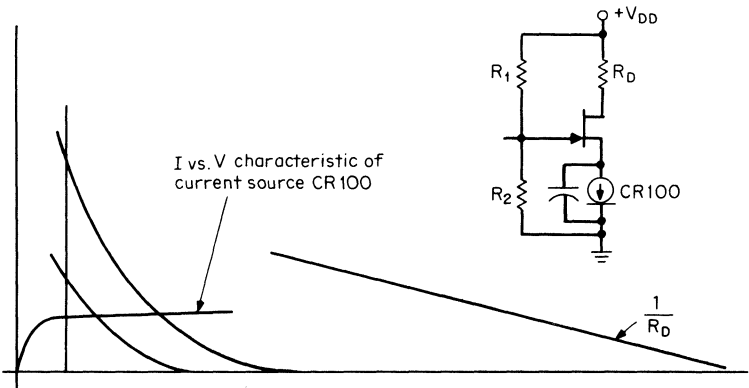 +V_DD
R_1
R_D
I vs. V characteristic of
current source CR100
R_2
CR100
1
R_D